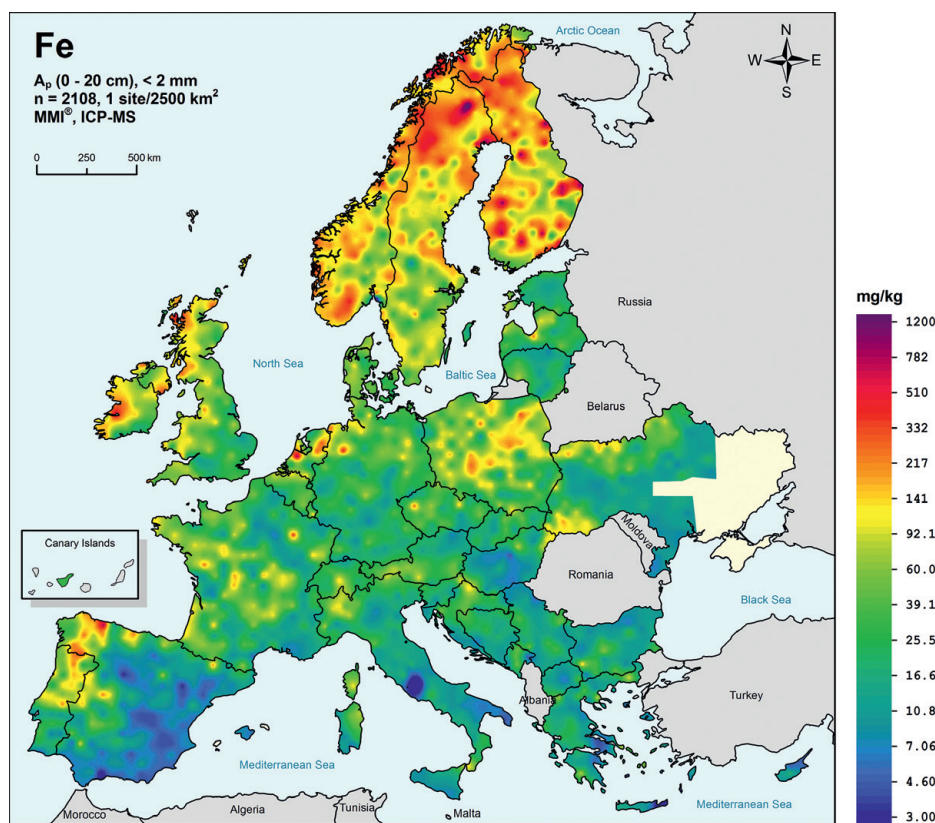 Fe
Aₚ (0 - 20 cm), < 2 mm
n = 2108, 1 site/2500 km²
MMI®, ICP-MS
0 250 500 km
Arctic Ocean
N
W E
S
Russia
North Sea
Baltic Sea
Belarus
Canary Islands
Moldova
Romania
Black Sea
Albania
Turkey
Mediterranean Sea
Mediterranean Sea
Morocco
Algeria
Tunisia
Malta
mg/kg
1200
782
510
332
217
141
92.1
60.0
39.1
25.5
16.6
10.8
7.06
4.60
3.00